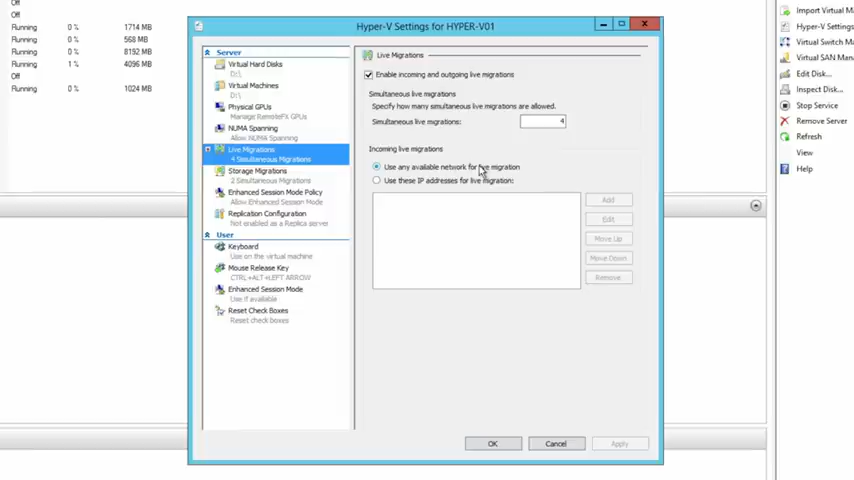 Off
Off
Running 0 % 1714 MB
Running 0 % 568 MB
Running 0 % 8192 MB
Running 1 % 4096 MB
Off
Running 0 % 1024 MB
Hyper-V Settings for HYPER-V01
Server
Virtual Hard Disks
D:\
Virtual Machines
D:\
Physical GPUs
Manage RemoteFX GPUs
NUMA Spanning
Allow NUMA Spanning
Live Migrations
4 Simultaneous Migrations
Storage Migrations
2 Simultaneous Migrations
Enhanced Session Mode Policy
Allow Enhanced Session Mode
Replication Configuration
Not enabled as a Replica server
User
Keyboard
Use on the virtual machine
Mouse Release Key
CTRL+ALT+LEFT ARROW
Enhanced Session Mode
Use if available
Reset Check Boxes
Reset check boxes
Live Migrations
Enable incoming and outgoing live migrations
Simultaneous live migrations
Specify how many simultaneous live migrations are allowed.
Simultaneous live migrations: 4
Incoming live migrations
Use any available network for live migration
Use these IP addresses for live migration:
Add
Edit
Move Up
Move Down
Remove
OK Cancel Apply
Import Virtual Ma
Hyper-V Settings
Virtual Switch M
Virtual SAN Man
Edit Disk...
Inspect Disk...
Stop Service
Remove Server
Refresh
View
Help